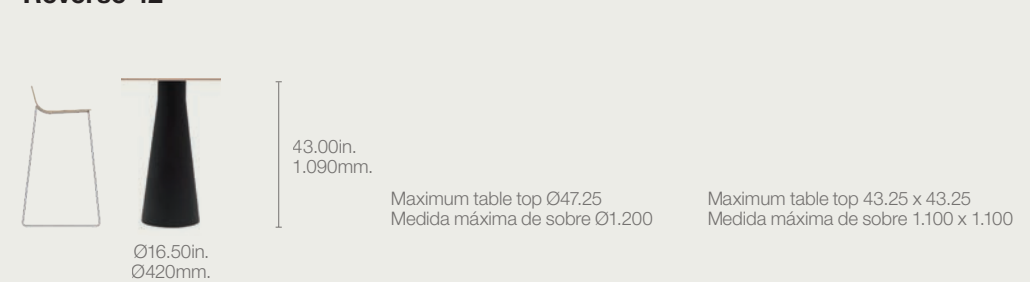 43.00in.
1.090mm.
Maximum table top Ø47.25
Medida máxima de sobre Ø1.200
Maximum table top 43.25 x 43.25
Medida máxima de sobre 1.100 x 1.100
Ø16.50in.
Ø420mm.